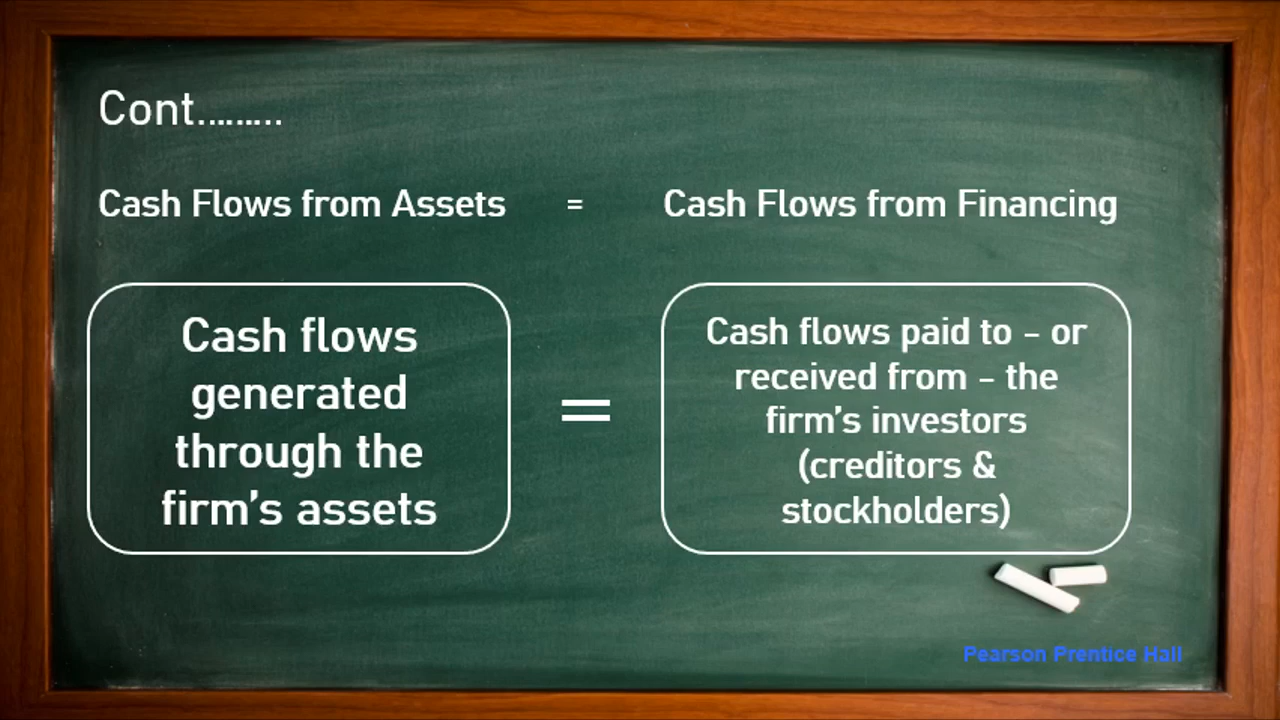 Cont.........
Cash Flows from Assets = Cash Flows from Financing
Cash flows
generated
through the
firm's assets
=
Cash flows paid to – or
received from – the
firm's investors
(creditors &
stockholders)
Pearson Prentice Hall